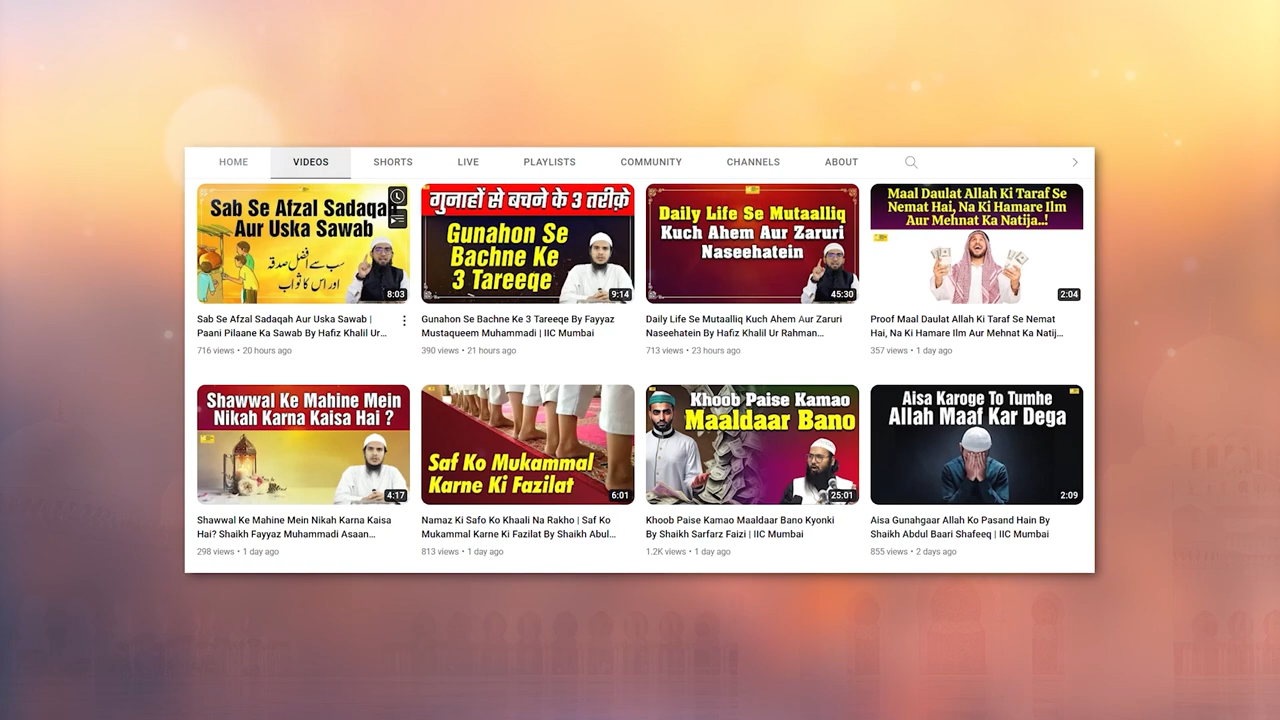 HOME VIDEOS SHORTS LIVE PLAYLISTS COMMUNITY CHANNELS ABOUT
Sab Se Afzal Sadaqah
Aur Uska Sawab
سب سے افضل صدقہ
اور اس کا ثواب
8:03
Sab Se Afzal Sadaqah Aur Uska Sawab |
Paani Pilaane Ka Sawab By Hafiz Khalil Ur...
716 views • 20 hours ago
गुनाहों से बचने के 3 तरीक़े
Gunahon Se
Bachne Ke
3 Tareeqe
9:14
Gunahon Se Bachne Ke 3 Tareeqe By Fayyaz
Mustaqueem Muhammadi | IIC Mumbai
390 views • 21 hours ago
Daily Life Se Mutaalliq
Kuch Ahem Aur Zaruri
Naseehatein
45:30
Daily Life Se Mutaalliq Kuch Ahem Aur Zaruri
Naseehatein By Hafiz Khalil Ur Rahman...
713 views • 23 hours ago
Maal Daulat Allah Ki Taraf Se
Nemat Hai, Na Ki Hamare Ilm
Aur Mehnat Ka Natija..!
2:04
Proof Maal Daulat Allah Ki Taraf Se Nemat
Hai, Na Ki Hamare Ilm Aur Mehnat Ka Natij...
357 views • 1 day ago
Shawwal Ke Mahine Mein
Nikah Karna Kaisa Hai ?
4:17
Shawwal Ke Mahine Mein Nikah Karna Kaisa
Hai? Shaikh Fayyaz Muhammadi Asaan...
298 views • 1 day ago
Saf Ko Mukammal
Karne Ki Fazilat
6:01
Namaz Ki Safo Ko Khaali Na Rakho | Saf Ko
Mukammal Karne Ki Fazilat By Shaikh Abul...
813 views • 1 day ago
Khoob Paise Kamao
Maaldaar Bano
25:01
Khoob Paise Kamao Maaldaar Bano Kyonki
By Shaikh Sarfarz Faizi | IIC Mumbai
1.2K views • 1 day ago
Aisa Karoge To Tumhe
Allah Maaf Kar Dega
2:09
Aisa Gunahgaar Allah Ko Pasand Hain By
Shaikh Abdul Baari Shafeeq | IIC Mumbai
855 views • 2 days ago